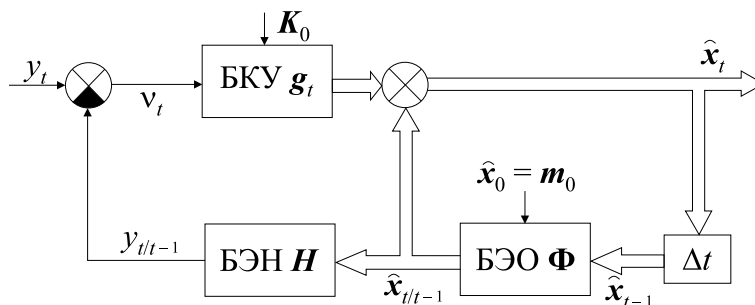 K₀
yₜ
νₜ
БКУ gₜ
x̂ₜ
x̂₀ = m₀
yₜ/ₜ₋₁
БЭН H
x̂ₜ/ₜ₋₁
БЭО Φ
x̂ₜ₋₁
Δt